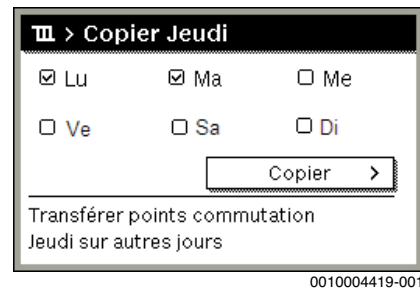 > Copier Jeudi
Lu Ma Me
Ve Sa Di
Copier >
Transférer points commutation
Jeudi sur autres jours
0010004419-001